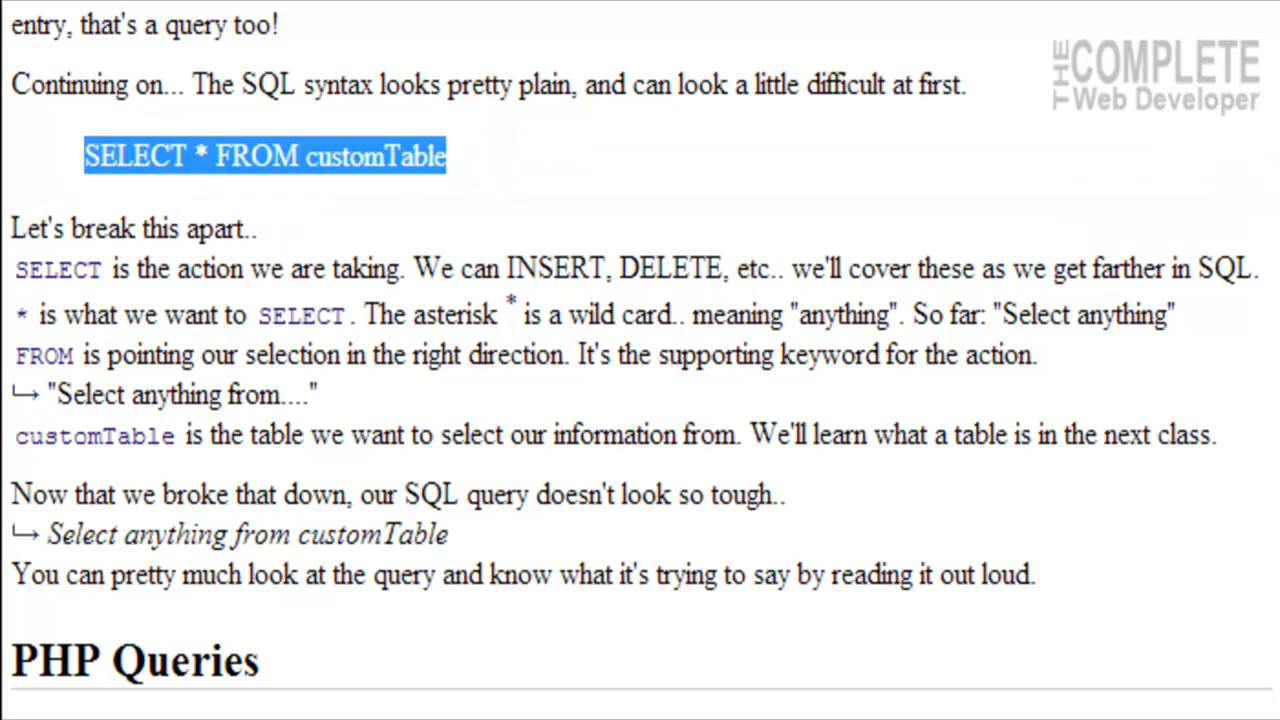 entry, that's a query too!
Continuing on... The SQL syntax looks pretty plain, and can look a little difficult at first.
THE COMPLETE
Web Developer
SELECT * FROM customTable
Let's break this apart..
SELECT is the action we are taking. We can INSERT, DELETE, etc.. we'll cover these as we get farther in SQL.
* is what we want to SELECT. The asterisk * is a wild card.. meaning "anything". So far: "Select anything"
FROM is pointing our selection in the right direction. It's the supporting keyword for the action.
↳ "Select anything from...."
customTable is the table we want to select our information from. We'll learn what a table is in the next class.
Now that we broke that down, our SQL query doesn't look so tough..
↳ Select anything from customTable
You can pretty much look at the query and know what it's trying to say by reading it out loud.
PHP Queries